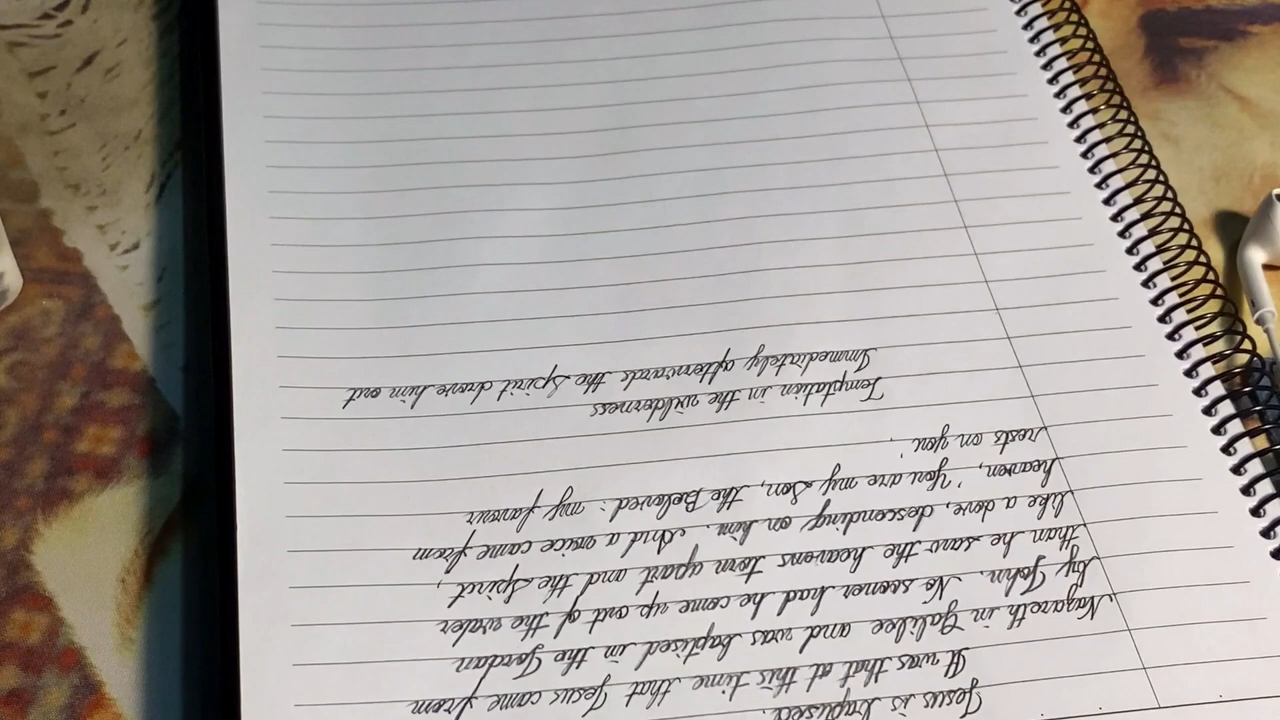 Jesus is baptised.
It was that at this time that Jesus came from
Nazareth in Galilee and was baptised in the Jordan
by John. No sooner had he come up out of the water
than he saw the heavens torn apart and the Spirit,
like a dove, descending on him. And a voice came from
heaven, 'You are my Son, the Beloved; my favour
rests on you'.
Temptation in the wilderness
Immediately afterwards the Spirit drove him out